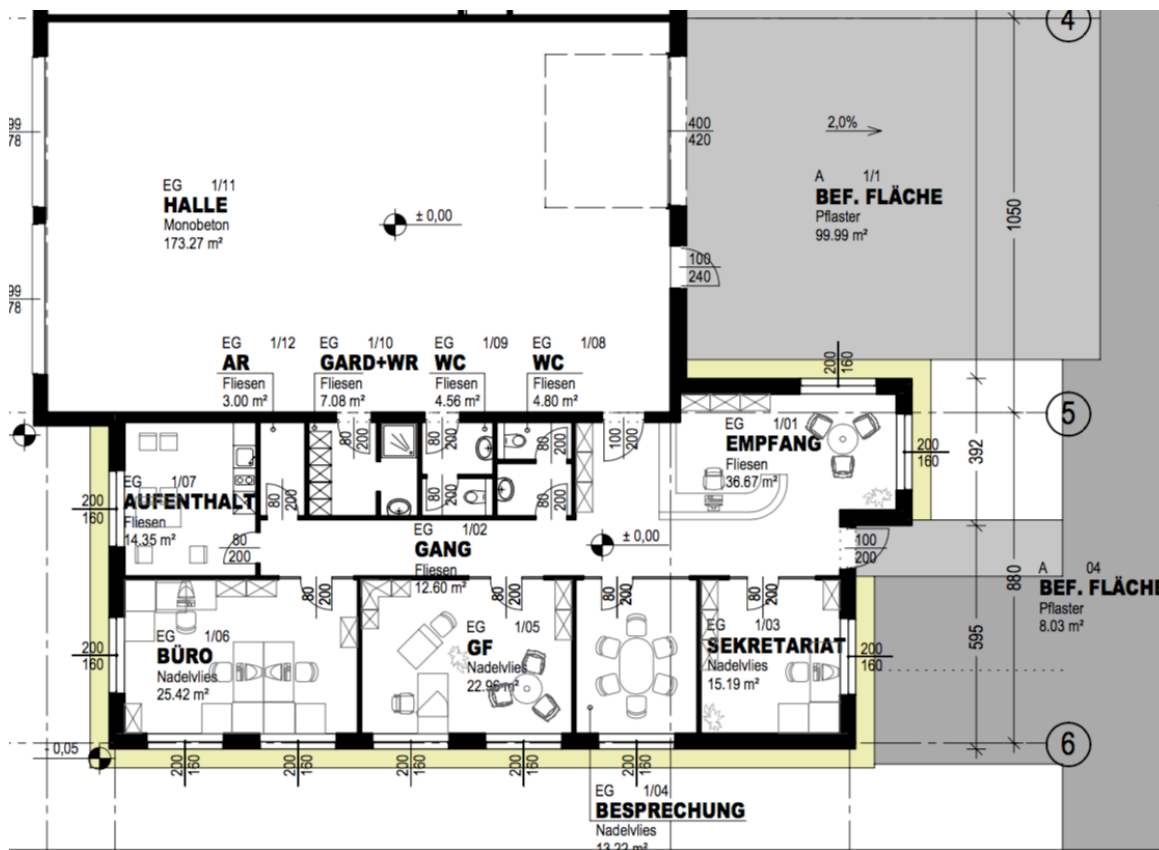 4
99
78
400
420
2,0%
A 1/1
BEF. FLÄCHE
Pflaster
99.99 m²
EG 1/11
HALLE
Monobeton
173.27 m²
± 0,00
1050
100
240
99
78
EG 1/12
AR
Fliesen
3.00 m²
EG 1/10
GARD+WR
Fliesen
7.08 m²
EG 1/09
WC
Fliesen
4.56 m²
EG 1/08
WC
Fliesen
4.80 m²
200
160
5
80
200
80
200
80
200
100
200
EG 1/01
EMPFANG
Fliesen
36.67 m²
200
160
392
EG 1/07
AUFENTHALT
Fliesen
14.35 m²
200
160
80
200
80
200
80
200
80
200
EG 1/02
GANG
Fliesen
12.60 m²
± 0,00
100
200
880
A 04
BEF. FLÄCHE
Pflaster
8.03 m²
80
200
80
200
80
200
80
200
EG 1/06
BÜRO
Nadelvlies
25.42 m²
200
160
EG 1/05
GF
Nadelvlies
22.96 m²
EG 1/03
SEKRETARIAT
Nadelvlies
15.19 m²
200
160
595
6
- 0,05
200
160
200
160
200
160
200
160
200
160
EG 1/04
BESPRECHUNG
Nadelvlies
13.22 m²